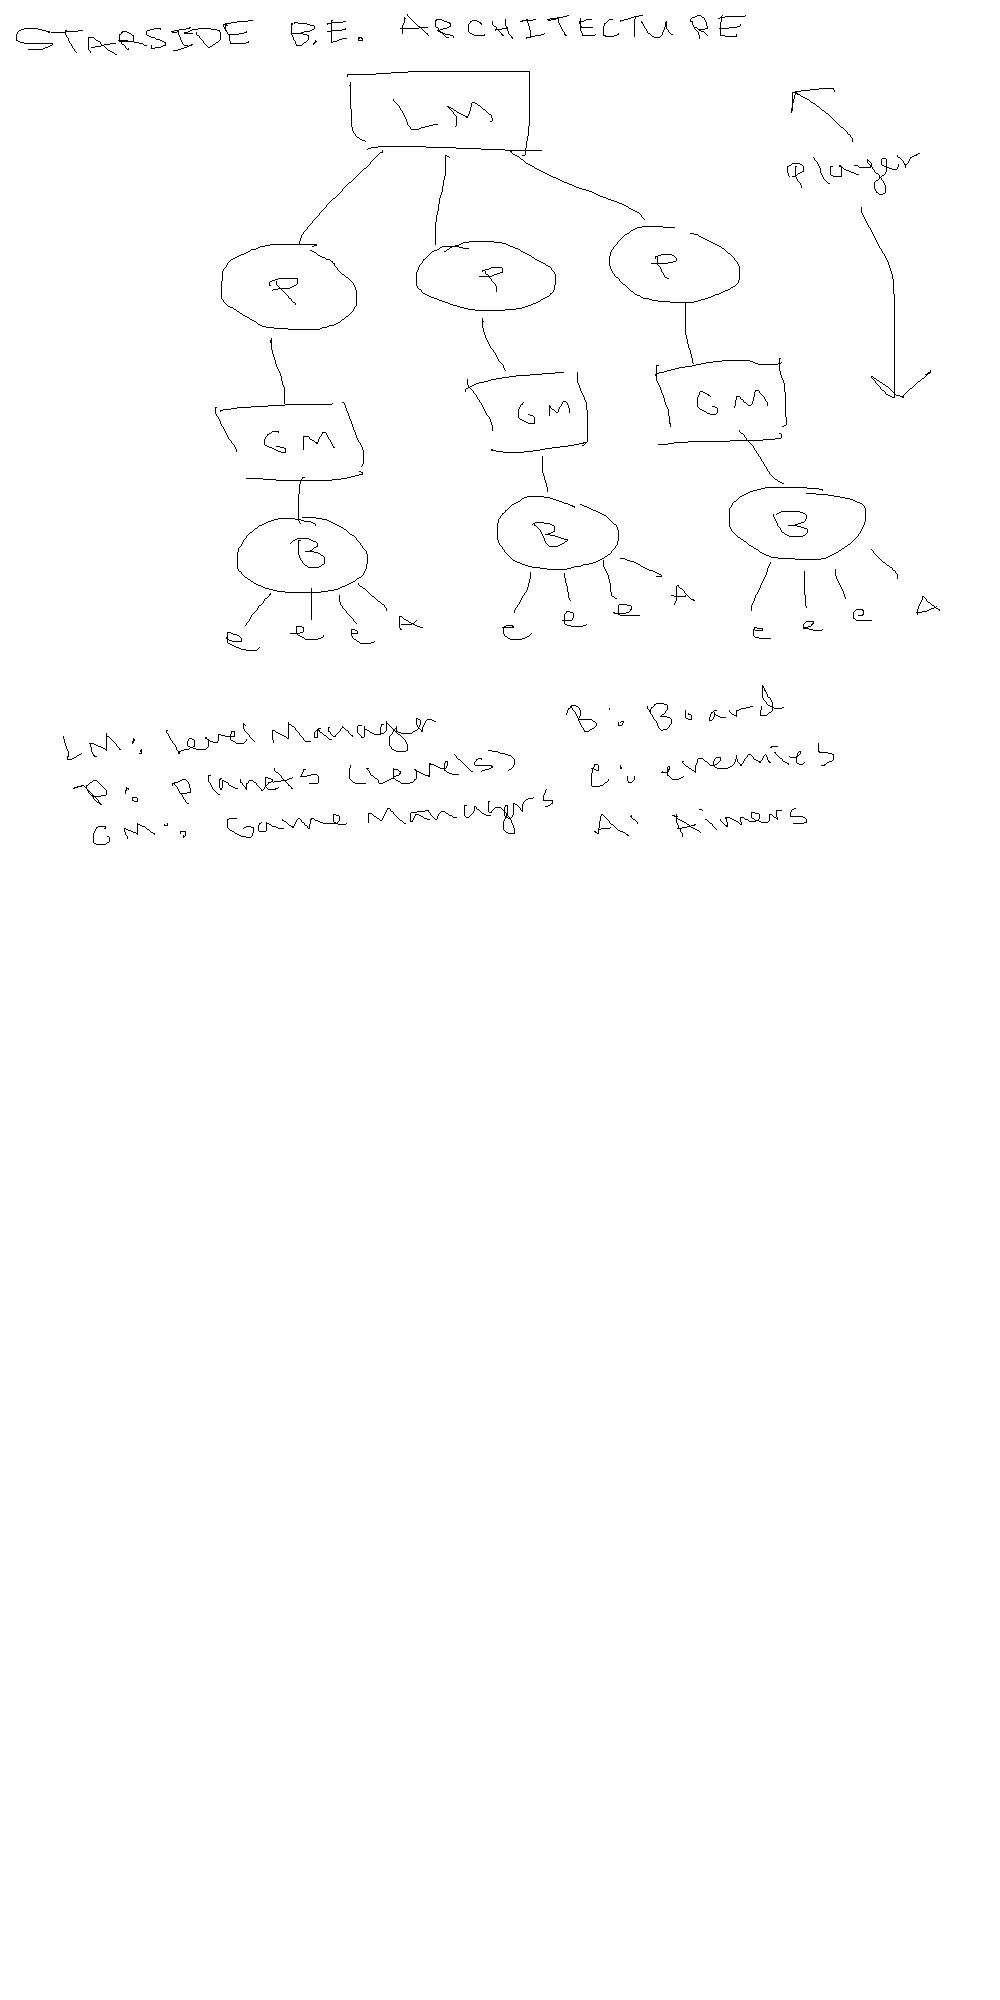 STARSIDE B.E. ARCHITECTURE
LM
Player
P P P
GM GM GM
B B B
e e e A e e e A e e e A
LM: Level Manager
B: Board
P: Planets (levels)
e: enemies
GM: Game Managers
A: Aimers